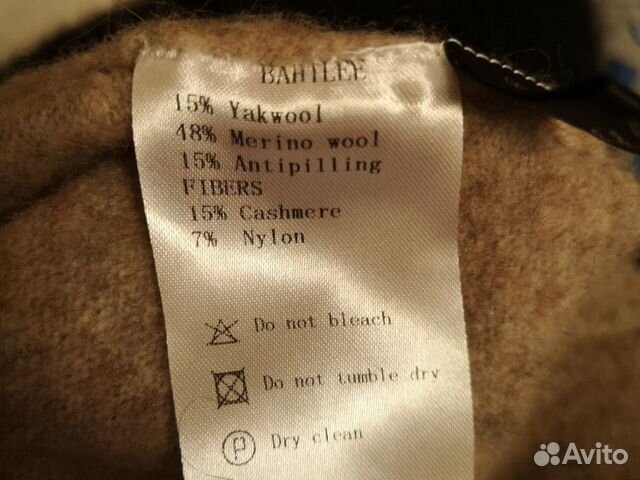 BAHTLEE
15% Yakwool
48% Merino wool
15% Antipilling
FIBERS
15% Cashmere
7% Nylon
Do not bleach
Do not tumble dry
P Dry clean
Avito